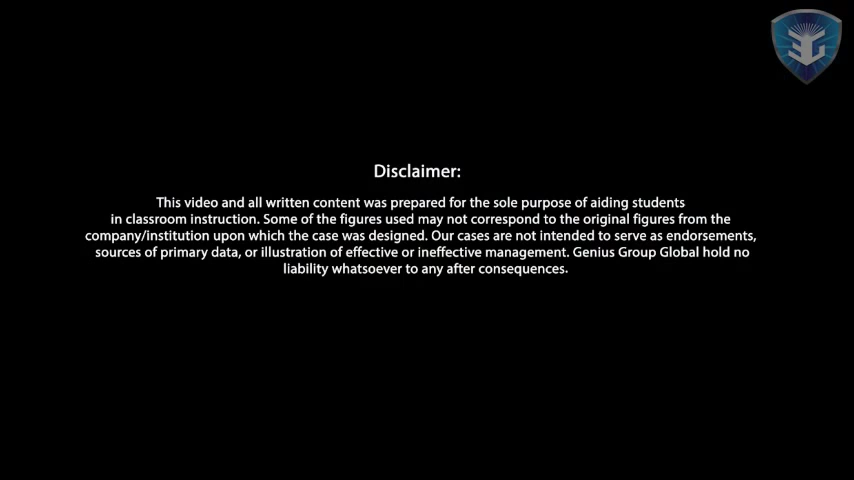 Disclaimer:
This video and all written content was prepared for the sole purpose of aiding students
in classroom instruction. Some of the figures used may not correspond to the original figures from the
company/institution upon which the case was designed. Our cases are not intended to serve as endorsements,
sources of primary data, or illustration of effective or ineffective management. Genius Group Global hold no
liability whatsoever to any after consequences.